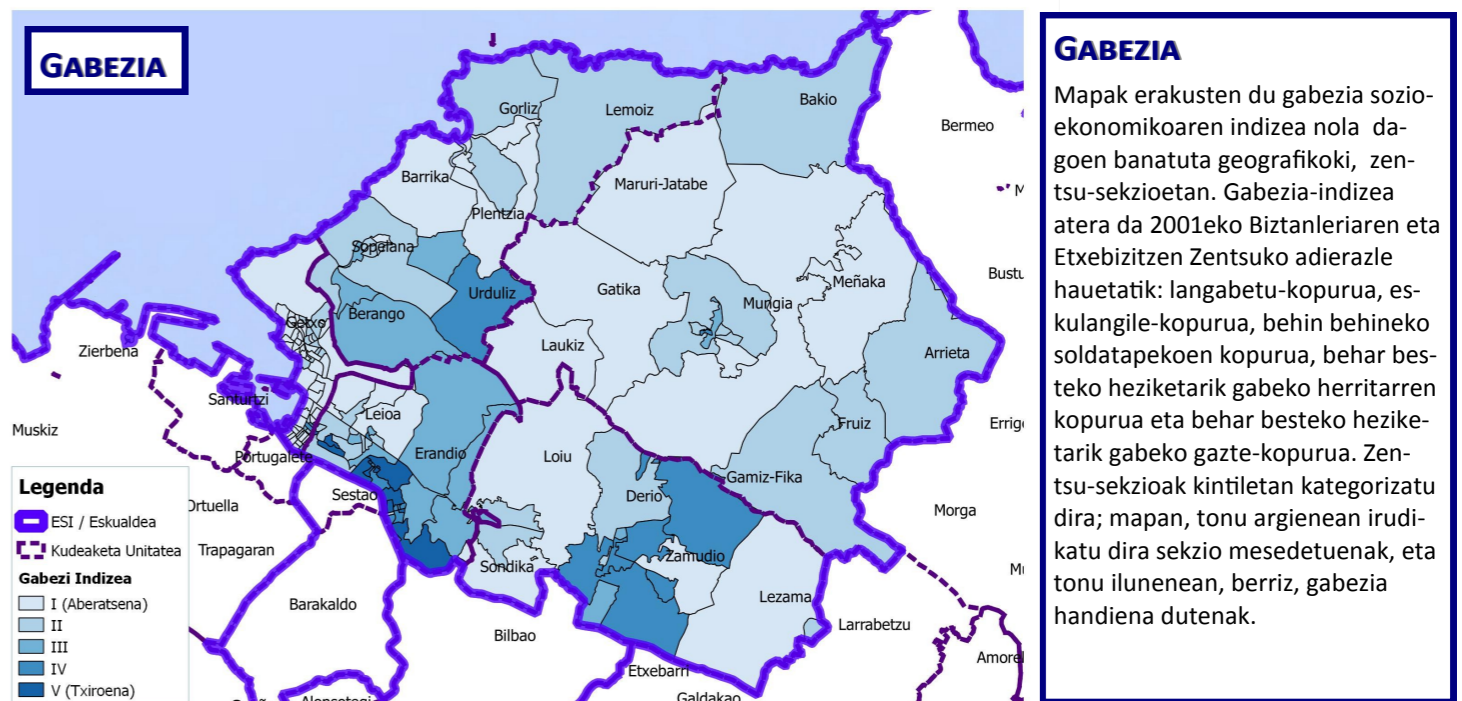 GABEZIA
Gorliz
Lemoiz
Bakio
Bermeo
Barrika
Maruri-Jatabe
Plentzia
Sopelana
Urduliz
Gatika
Mungia
Meñaka
Bustu
Getxo
Berango
Laukiz
Arrieta
Zierbena
Santurtzi
Leioa
Fruiz
Muskiz
Portugalete
Erandio
Loiu
Gamiz-Fika
Errigo
Sestao
Derio
Ortuella
Morga
Trapagaran
Sondika
Zamudio
Barakaldo
Lezama
Bilbao
Larrabetzu
Etxebarri
Galdakao
Legenda
ESI / Eskualdea
Kudeaketa Unitatea
Gabezi Indizea
I (Aberatsena)
II
III
IV
V (Txiroena)
GABEZIA
Mapak erakusten du gabezia sozio-
ekonomikoaren indizea nola da-
goen banatuta geografikoki, zen-
tsu-sekzioetan. Gabezia-indizea
atera da 2001eko Biztanleriaren eta
Etxebizitzen Zentsuko adierazle
hauetatik: langabetu-kopurua, es-
kulangile-kopurua, behin behineko
soldatapekoen kopurua, behar bes-
teko heziketarik gabeko herritarren
kopurua eta behar besteko hezike-
tarik gabeko gazte-kopurua. Zen-
tsu-sekzioak kintiletan kategorizatu
dira; mapan, tonu argienean irudi-
katu dira sekzio mesedetuenak, eta
tonu ilunenean, berriz, gabezia
handiena dutenak.